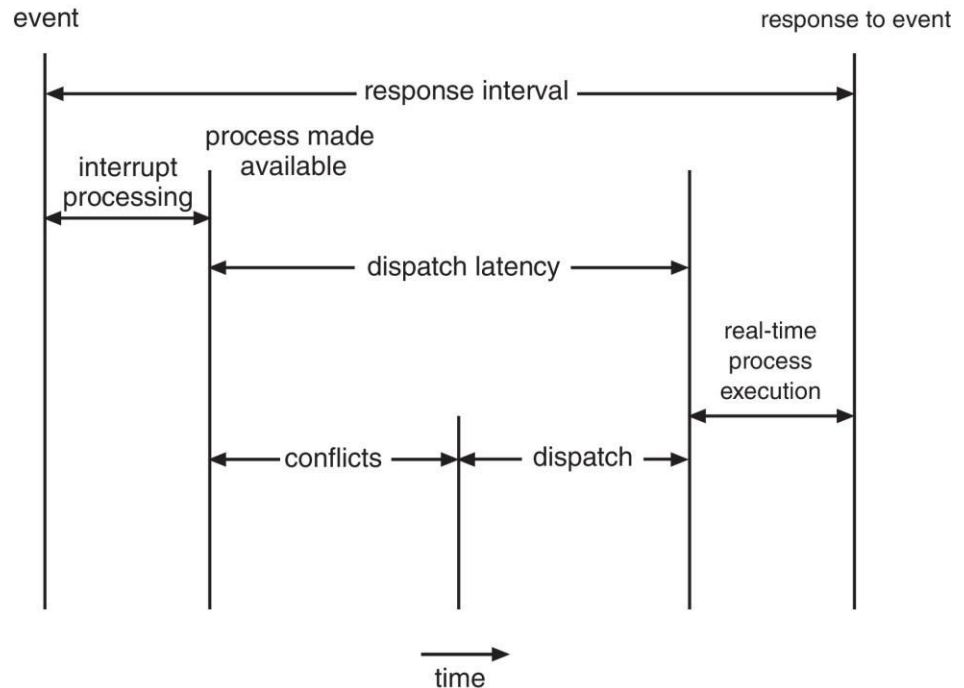 event
response to event
response interval
process made
available
interrupt
processing
dispatch latency
real-time
process
execution
conflicts
dispatch
time